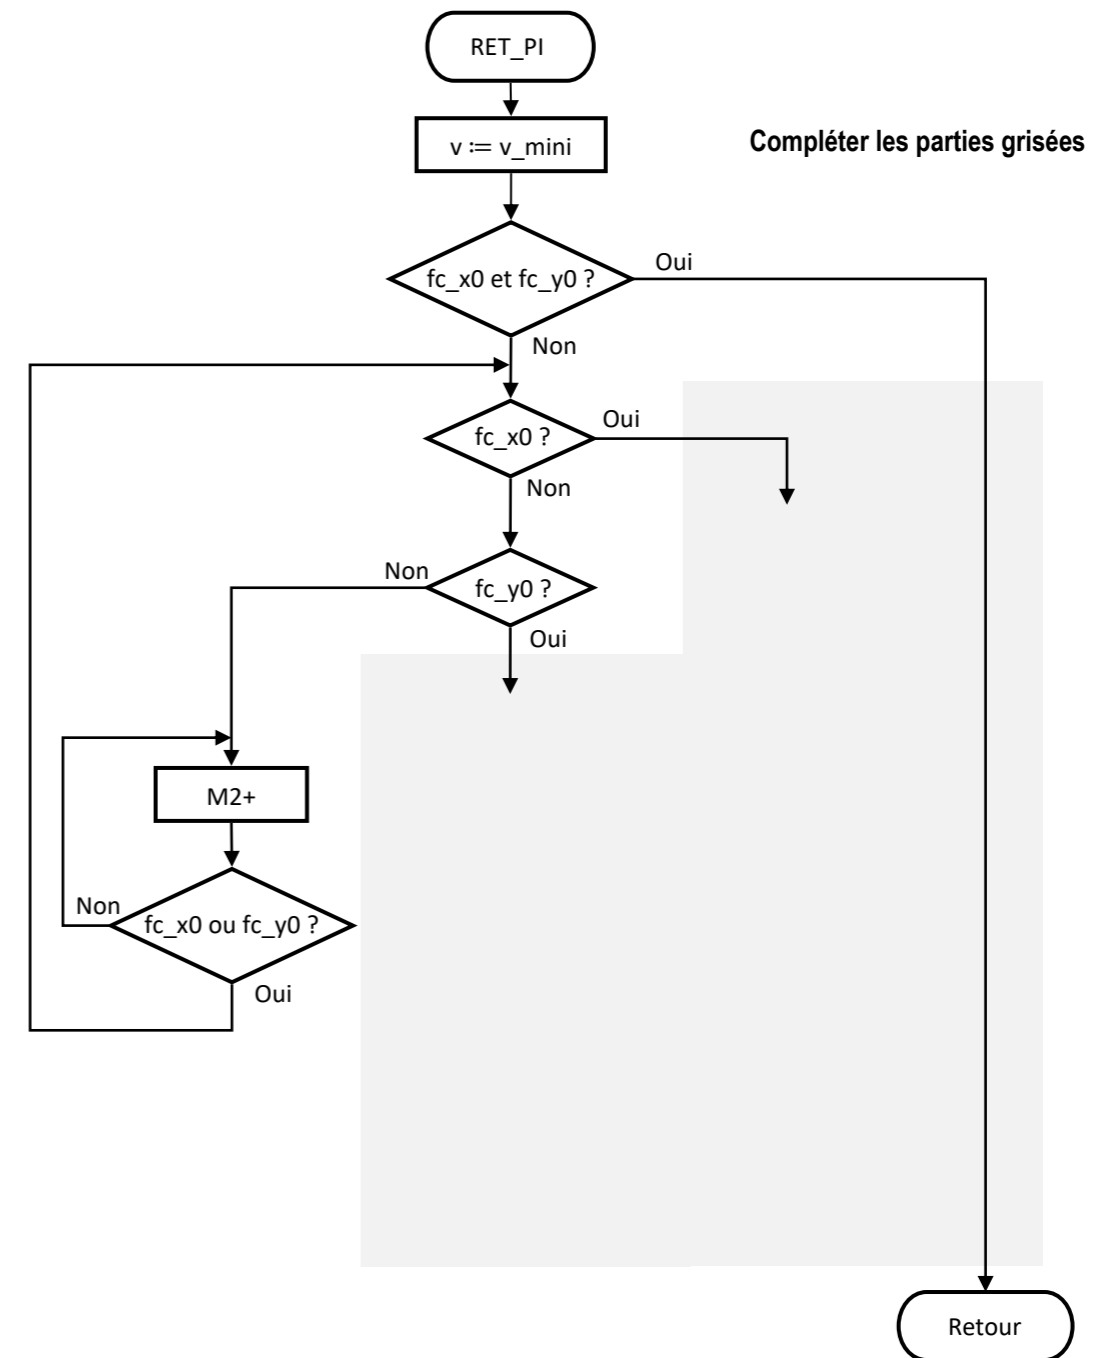 RET_PI
v := v_mini
Compléter les parties grisées
fc_x0 et fc_y0 ?
Oui
Non
fc_x0 ?
Oui
Non
Non
fc_y0 ?
Oui
M2+
Non
fc_x0 ou fc_y0 ?
Oui
Retour